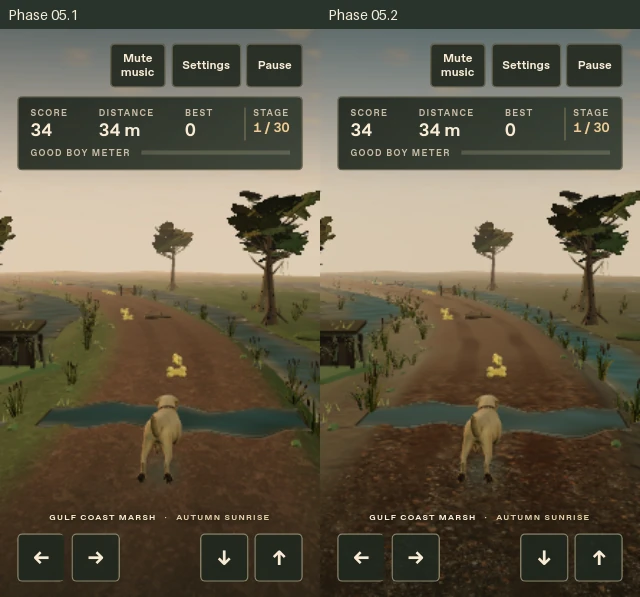 Phase 05.1
Mute music
Settings
Pause
SCORE DISTANCE BEST STAGE
34 34 m 0 1 / 30
GOOD BOY METER
GULF COAST MARSH · AUTUMN SUNRISE
← → ↓ ↑
Phase 05.2
Mute music
Settings
Pause
SCORE DISTANCE BEST STAGE
34 34 m 0 1 / 30
GOOD BOY METER
GULF COAST MARSH · AUTUMN SUNRISE
← → ↓ ↑